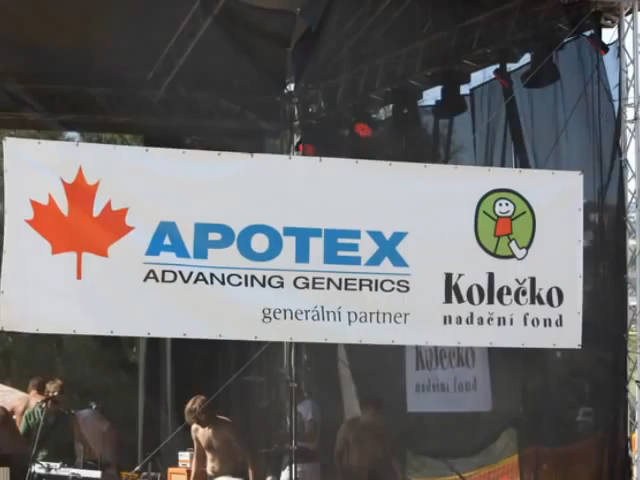 APOTEX
ADVANCING GENERICS
generální partner
Kolečko
nadační fond
Kolečko
nadační fond